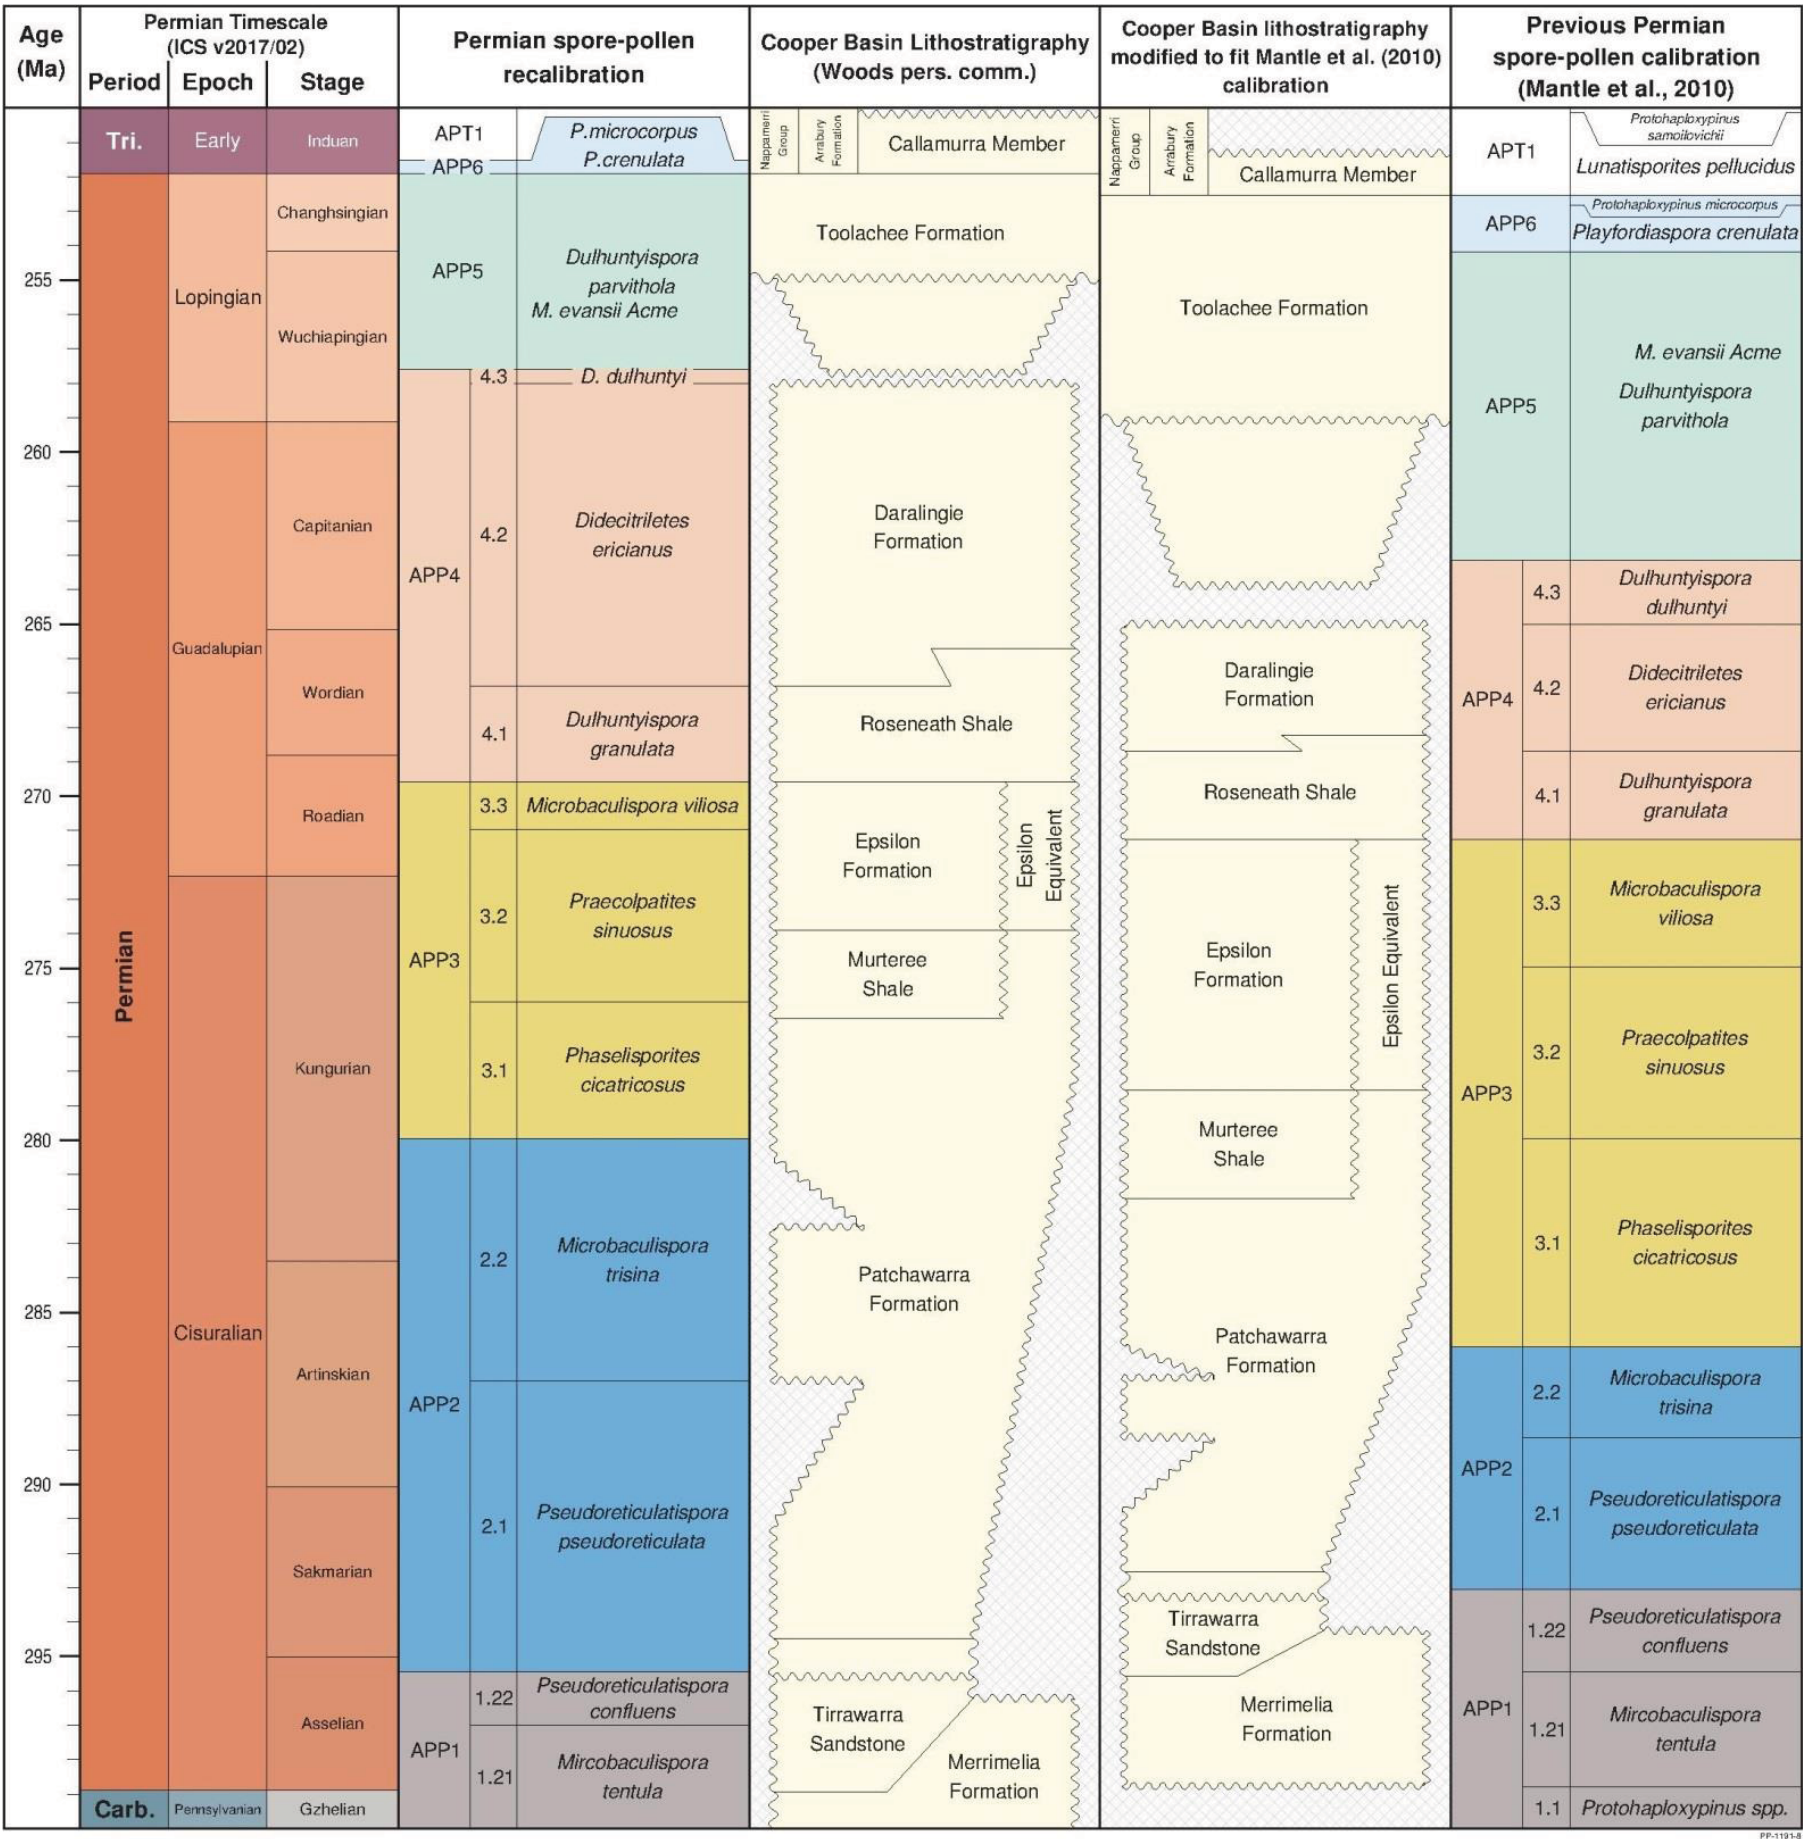 Age
(Ma)
Permian Timescale
(ICS v2017/02)
Period
Epoch
Stage
Permian spore-pollen
recalibration
Cooper Basin Lithostratigraphy
(Woods pers. comm.)
Cooper Basin lithostratigraphy
modified to fit Mantle et al. (2010)
calibration
Previous Permian
spore-pollen calibration
(Mantle et al., 2010)
255
260
265
270
275
280
285
290
295
Tri.
Permian
Carb.
Early
Lopingian
Guadalupian
Cisuralian
Pennsylvanian
Induan
Changhsingian
Wuchiapingian
Capitanian
Wordian
Roadian
Kungurian
Artinskian
Sakmarian
Asselian
Gzhelian
APT1
P.microcorpus
APP6
P.crenulata
APP5
Dulhuntyispora
parvithola
M. evansii Acme
APP4
4.3
D. dulhuntyi
4.2
Didecitriletes
ericianus
4.1
Dulhuntyispora
granulata
APP3
3.3
Microbaculispora viliosa
3.2
Praecolpatites
sinuosus
3.1
Phaselisporites
cicatricosus
APP2
2.2
Microbaculispora
trisina
2.1
Pseudoreticulatispora
pseudoreticulata
APP1
1.22
Pseudoreticulatispora
confluens
1.21
Mircobaculispora
tentula
Nappamerri
Group
Arrabury
Formation
Callamurra Member
Toolachee Formation
Daralingie
Formation
Roseneath Shale
Epsilon
Formation
Epsilon
Equivalent
Murteree
Shale
Patchawarra
Formation
Tirrawarra
Sandstone
Merrimelia
Formation
Nappamerri
Group
Arrabury
Formation
Callamurra Member
Toolachee Formation
Daralingie
Formation
Roseneath Shale
Epsilon
Formation
Epsilon Equivalent
Murteree
Shale
Patchawarra
Formation
Tirrawarra
Sandstone
Merrimelia
Formation
APT1
Protohaploxypinus
samoilovichii
Lunatisporites pellucidus
APP6
Protohaploxypinus microcorpus
Playfordiaspora crenulata
APP5
M. evansii Acme
Dulhuntyispora
parvithola
APP4
4.3
Dulhuntyispora
dulhuntyi
4.2
Didecitriletes
ericianus
4.1
Dulhuntyispora
granulata
APP3
3.3
Microbaculispora
viliosa
3.2
Praecolpatites
sinuosus
3.1
Phaselisporites
cicatricosus
APP2
2.2
Microbaculispora
trisina
2.1
Pseudoreticulatispora
pseudoreticulata
APP1
1.22
Pseudoreticulatispora
confluens
1.21
Mircobaculispora
tentula
1.1
Protohaploxypinus spp.
PP-1191-8